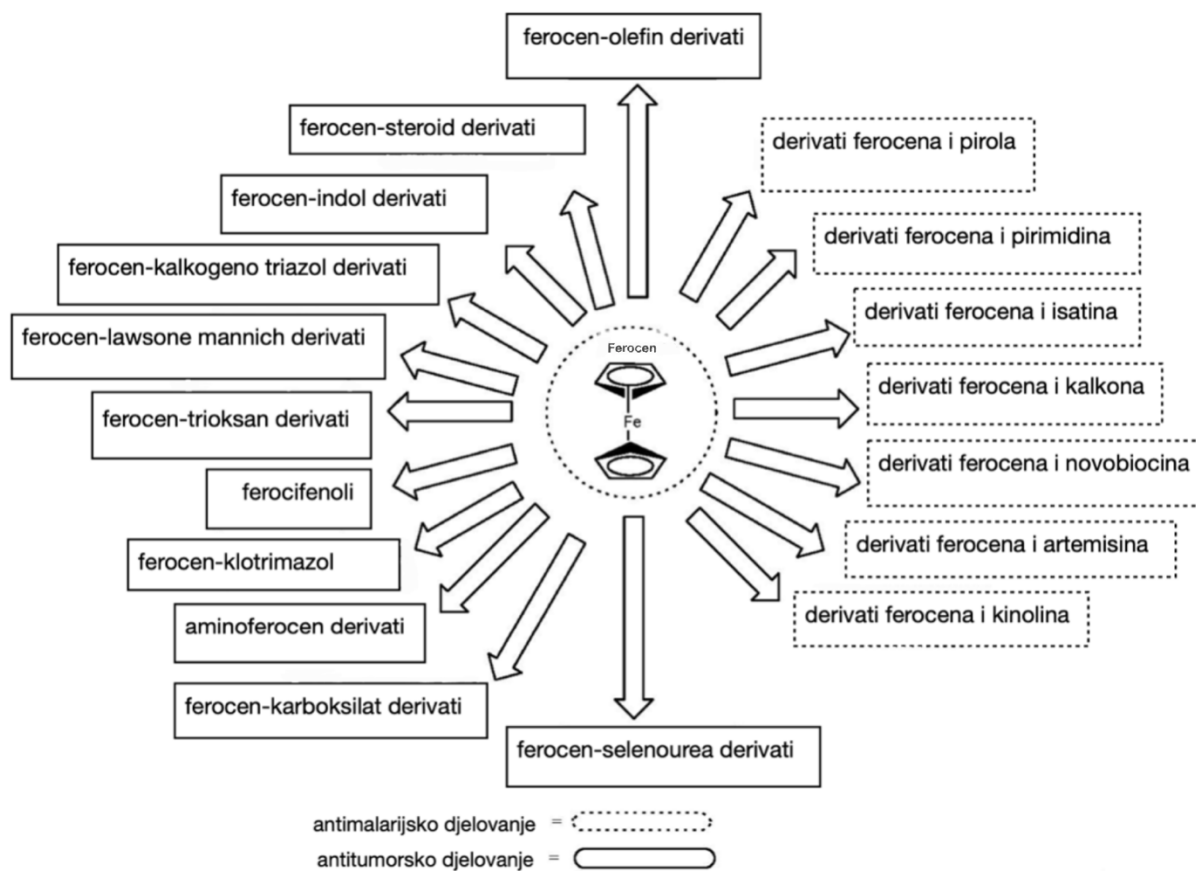 ferocen-olefin derivati
ferocen-steroid derivati
ferocen-indol derivati
ferocen-kalkogeno triazol derivati
ferocen-lawsone mannich derivati
ferocen-trioksan derivati
ferocifenoli
ferocen-klotrimazol
aminoferocen derivati
ferocen-karboksilat derivati
ferocen-selenourea derivati
derivati ferocena i pirola
derivati ferocena i pirimidina
derivati ferocena i isatina
derivati ferocena i kalkona
derivati ferocena i novobiocina
derivati ferocena i artemisina
derivati ferocena i kinolina
Ferocen
Fe
antimalarijsko djelovanje =
antitumorsko djelovanje =